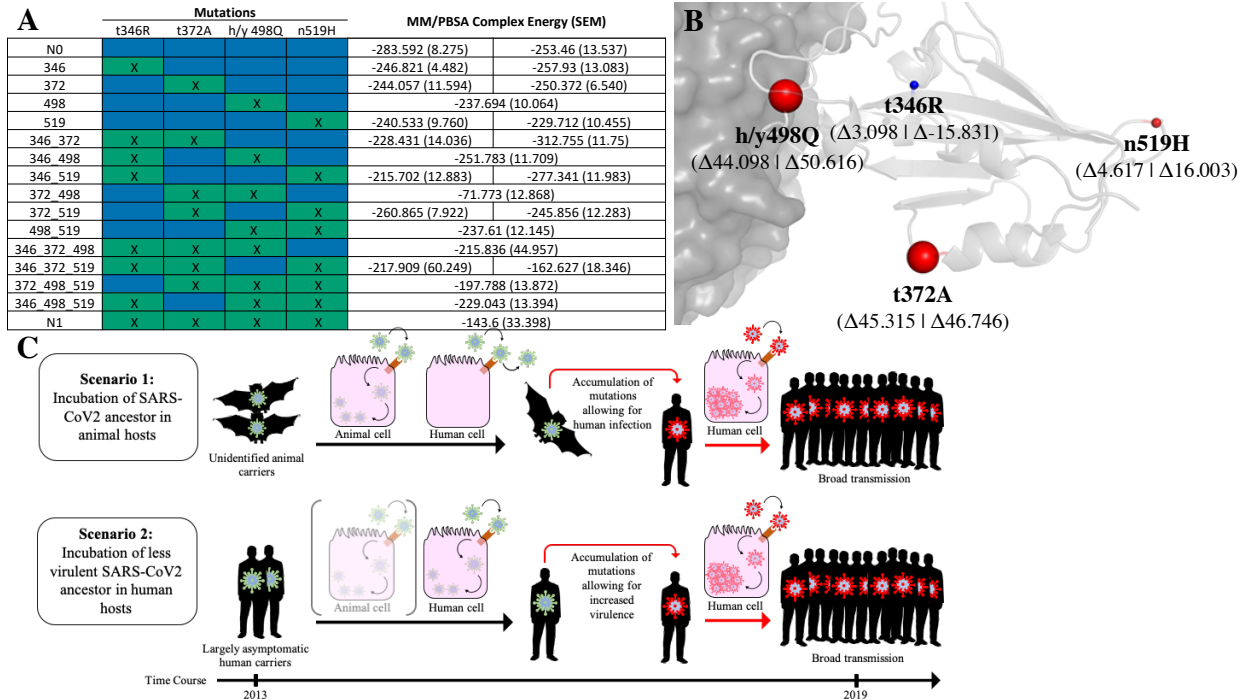 A
Mutations
MM/PBSA Complex Energy (SEM)
t346R t372A h/y 498Q n519H
N0 -283.592 (8.275) -253.46 (13.537)
346 X -246.821 (4.482) -257.93 (13.083)
372 X -244.057 (11.594) -250.372 (6.540)
498 X -237.694 (10.064)
519 X -240.533 (9.760) -229.712 (10.455)
346_372 X X -228.431 (14.036) -312.755 (11.75)
346_498 X X -251.783 (11.709)
346_519 X X -215.702 (12.883) -277.341 (11.983)
372_498 X X -71.773 (12.868)
372_519 X X -260.865 (7.922) -245.856 (12.283)
498_519 X X -237.61 (12.145)
346_372_498 X X X -215.836 (44.957)
346_372_519 X X X -217.909 (60.249) -162.627 (18.346)
372_498_519 X X X -197.788 (13.872)
346_498_519 X X X -229.043 (13.394)
N1 X X X X -143.6 (33.398)
B
t346R
(Δ3.098 | Δ-15.831)
h/y498Q
(Δ44.098 | Δ50.616)
n519H
(Δ4.617 | Δ16.003)
t372A
(Δ45.315 | Δ46.746)
C
Scenario 1:
Incubation of SARS-
CoV2 ancestor in
animal hosts
Unidentified animal
carriers
Animal cell
Human cell
Accumulation of
mutations
allowing for
human infection
Human cell
Broad transmission
Scenario 2:
Incubation of less
virulent SARS-CoV2
ancestor in human
hosts
Largely asymptomatic
human carriers
Animal cell
Human cell
Accumulation of
mutations
allowing for
increased
virulence
Human cell
Broad transmission
Time Course
2013
2019